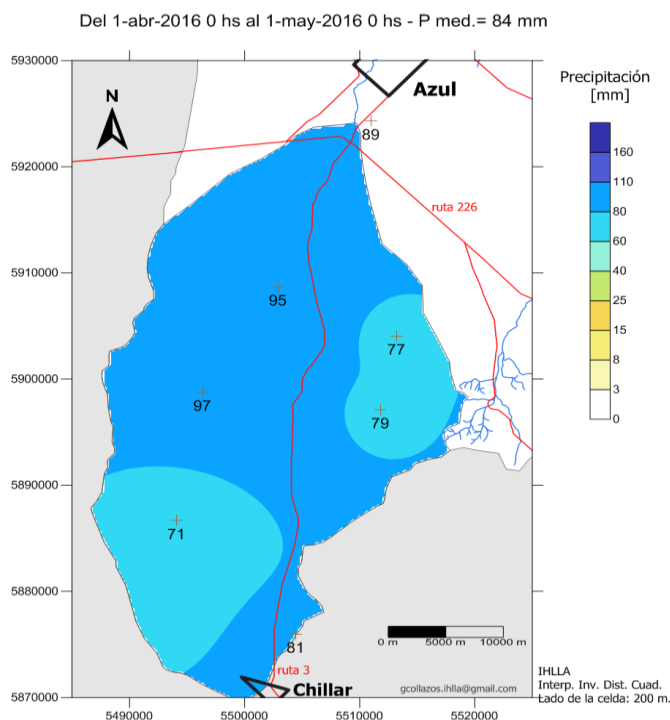 Del 1-abr-2016 0 hs al 1-may-2016 0 hs - P med.= 84 mm
5930000
5920000
5910000
5900000
5890000
5880000
5870000
N
Azul
89
ruta 226
95
77
97
79
71
81
ruta 3
Chillar
0 m 5000 m 10000 m
gcollazos.ihlla@gmail.com
5490000 5500000 5510000 5520000
Precipitación
[mm]
160
110
80
60
40
25
15
8
3
0
IHLLA
Interp. Inv. Dist. Cuad.
Lado de la celda: 200 m.